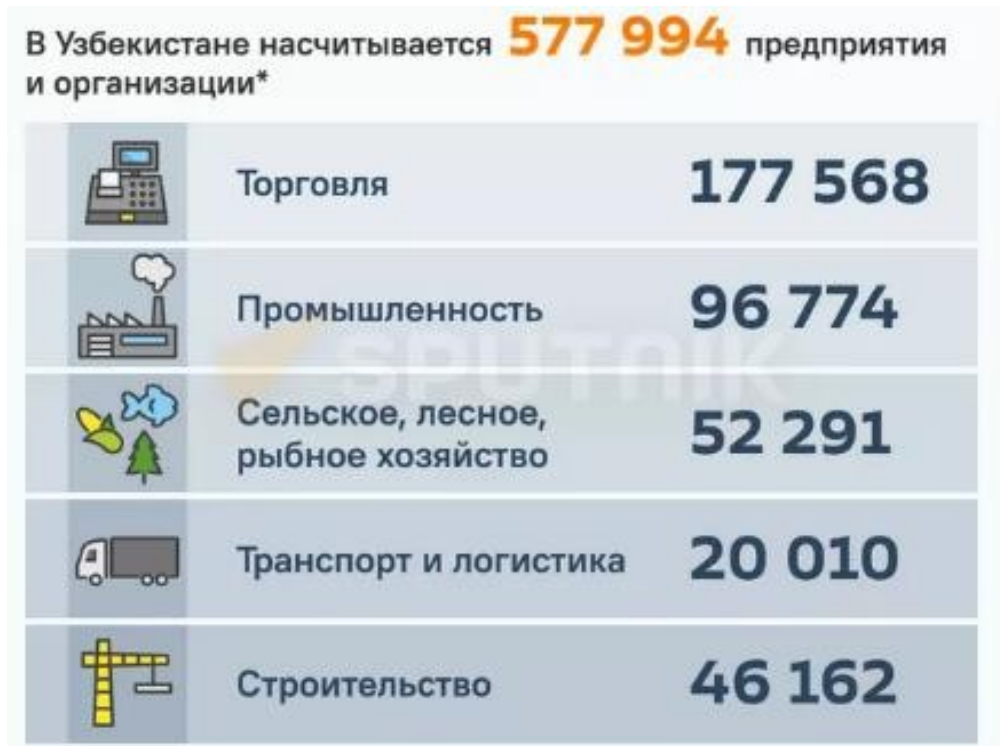 В Узбекистане насчитывается 577 994 предприятия
и организации*
Торговля 177 568
Промышленность 96 774
SPUTNIK
Сельское, лесное,
рыбное хозяйство 52 291
Транспорт и логистика 20 010
Строительство 46 162